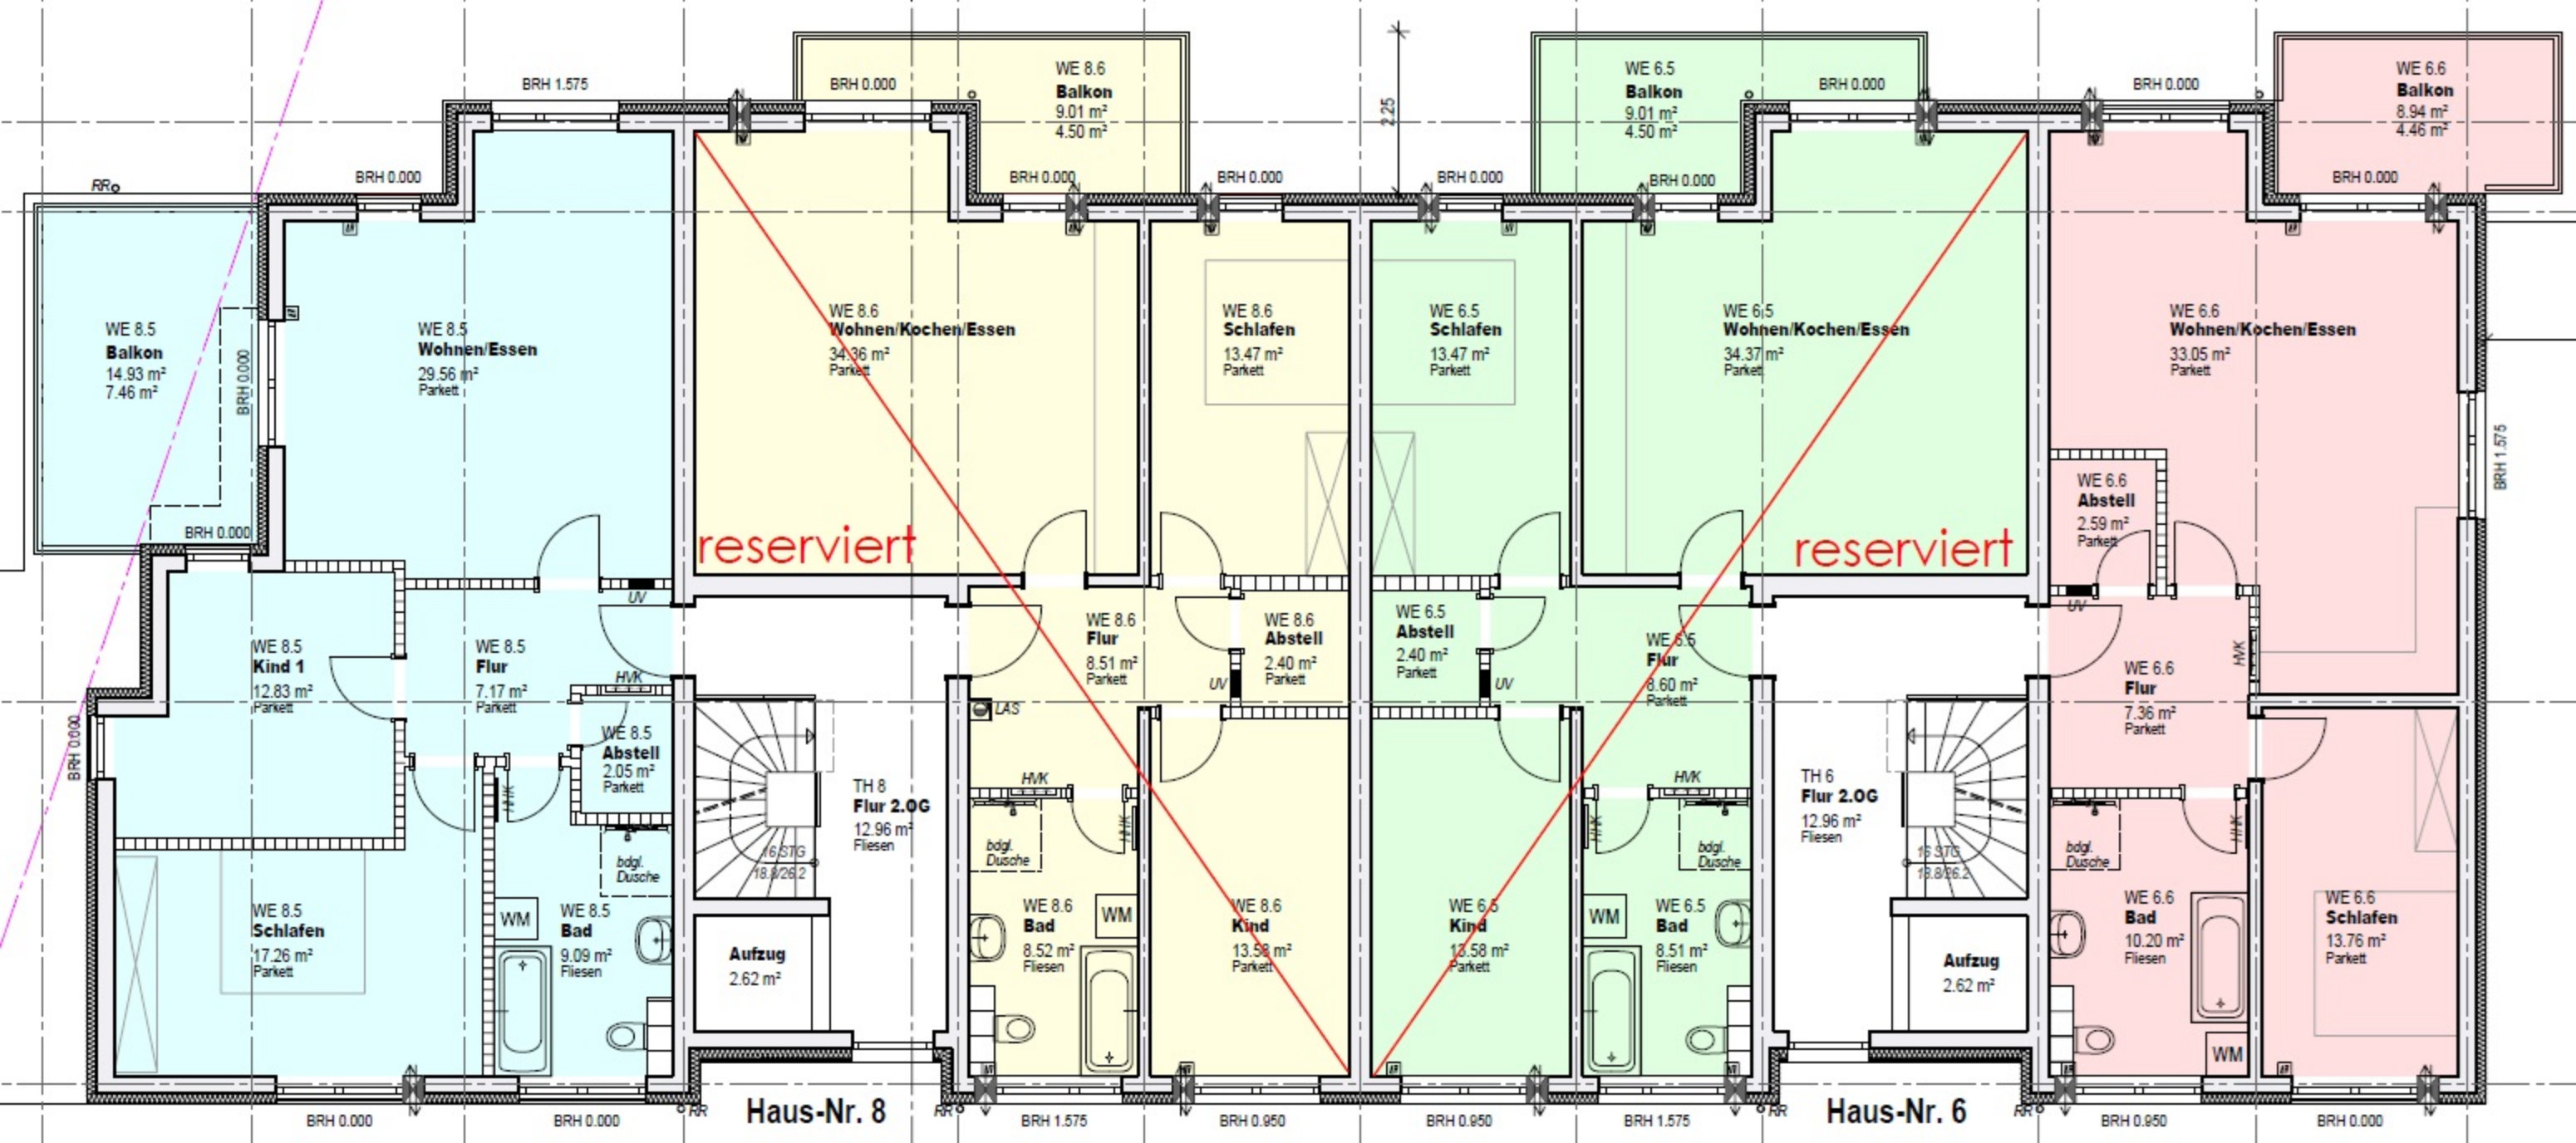 BRH 1.575
BRH 0.000
WE 8.6
Balkon
9.01 m²
4.50 m²
2.25
WE 6.5
Balkon
9.01 m²
4.50 m²
BRH 0.000
BRH 0.000
WE 6.6
Balkon
8.94 m²
4.46 m²
RR
BRH 0.000
BRH 0.000
BRH 0.000
BRH 0.000
BRH 0.000
BRH 0.000
WE 8.5
Balkon
14.93 m²
7.46 m²
BRH 0.000
BRH 0.000
WE 8.5
Wohnen/Essen
29.56 m²
Parkett
WE 8.6
Wohnen/Kochen/Essen
34.36 m²
Parkett
reserviert
WE 8.6
Schlafen
13.47 m²
Parkett
WE 6.5
Schlafen
13.47 m²
Parkett
WE 6.5
Wohnen/Kochen/Essen
34.37 m²
Parkett
reserviert
WE 6.6
Wohnen/Kochen/Essen
33.05 m²
Parkett
BRH 1.575
WE 6.6
Abstell
2.59 m²
Parkett
BRH 0.000
WE 8.5
Kind 1
12.83 m²
Parkett
WE 8.5
Flur
7.17 m²
Parkett
UV
HVK
WE 8.5
Abstell
2.05 m²
Parkett
WE 8.6
Flur
8.51 m²
Parkett
UV
LAS
HVK
WE 8.6
Abstell
2.40 m²
Parkett
WE 6.5
Abstell
2.40 m²
Parkett
UV
WE 6.5
Flur
8.60 m²
Parkett
HVK
UV
HVK
WE 6.6
Flur
7.36 m²
Parkett
TH 8
Flur 2.OG
12.96 m²
Fliesen
16 STG
18.8/26.2
TH 6
Flur 2.OG
12.96 m²
Fliesen
16 STG
18.8/26.2
HHK
bdgl.
Dusche
bdgl.
Dusche
HHK
HHK
bdgl.
Dusche
bdgl.
Dusche
HHK
WE 8.5
Schlafen
17.26 m²
Parkett
WM
WE 8.5
Bad
9.09 m²
Fliesen
Aufzug
2.62 m²
WE 8.6
Bad
8.52 m²
Fliesen
WM
WE 8.6
Kind
13.58 m²
Parkett
WE 6.5
Kind
13.58 m²
Parkett
WM
WE 6.5
Bad
8.51 m²
Fliesen
Aufzug
2.62 m²
WE 6.6
Bad
10.20 m²
Fliesen
WM
WE 6.6
Schlafen
13.76 m²
Parkett
BRH 0.000
BRH 0.000
RR
Haus-Nr. 8
RR
BRH 1.575
BRH 0.950
BRH 0.950
BRH 1.575
RR
Haus-Nr. 6
RR
BRH 0.950
BRH 0.000